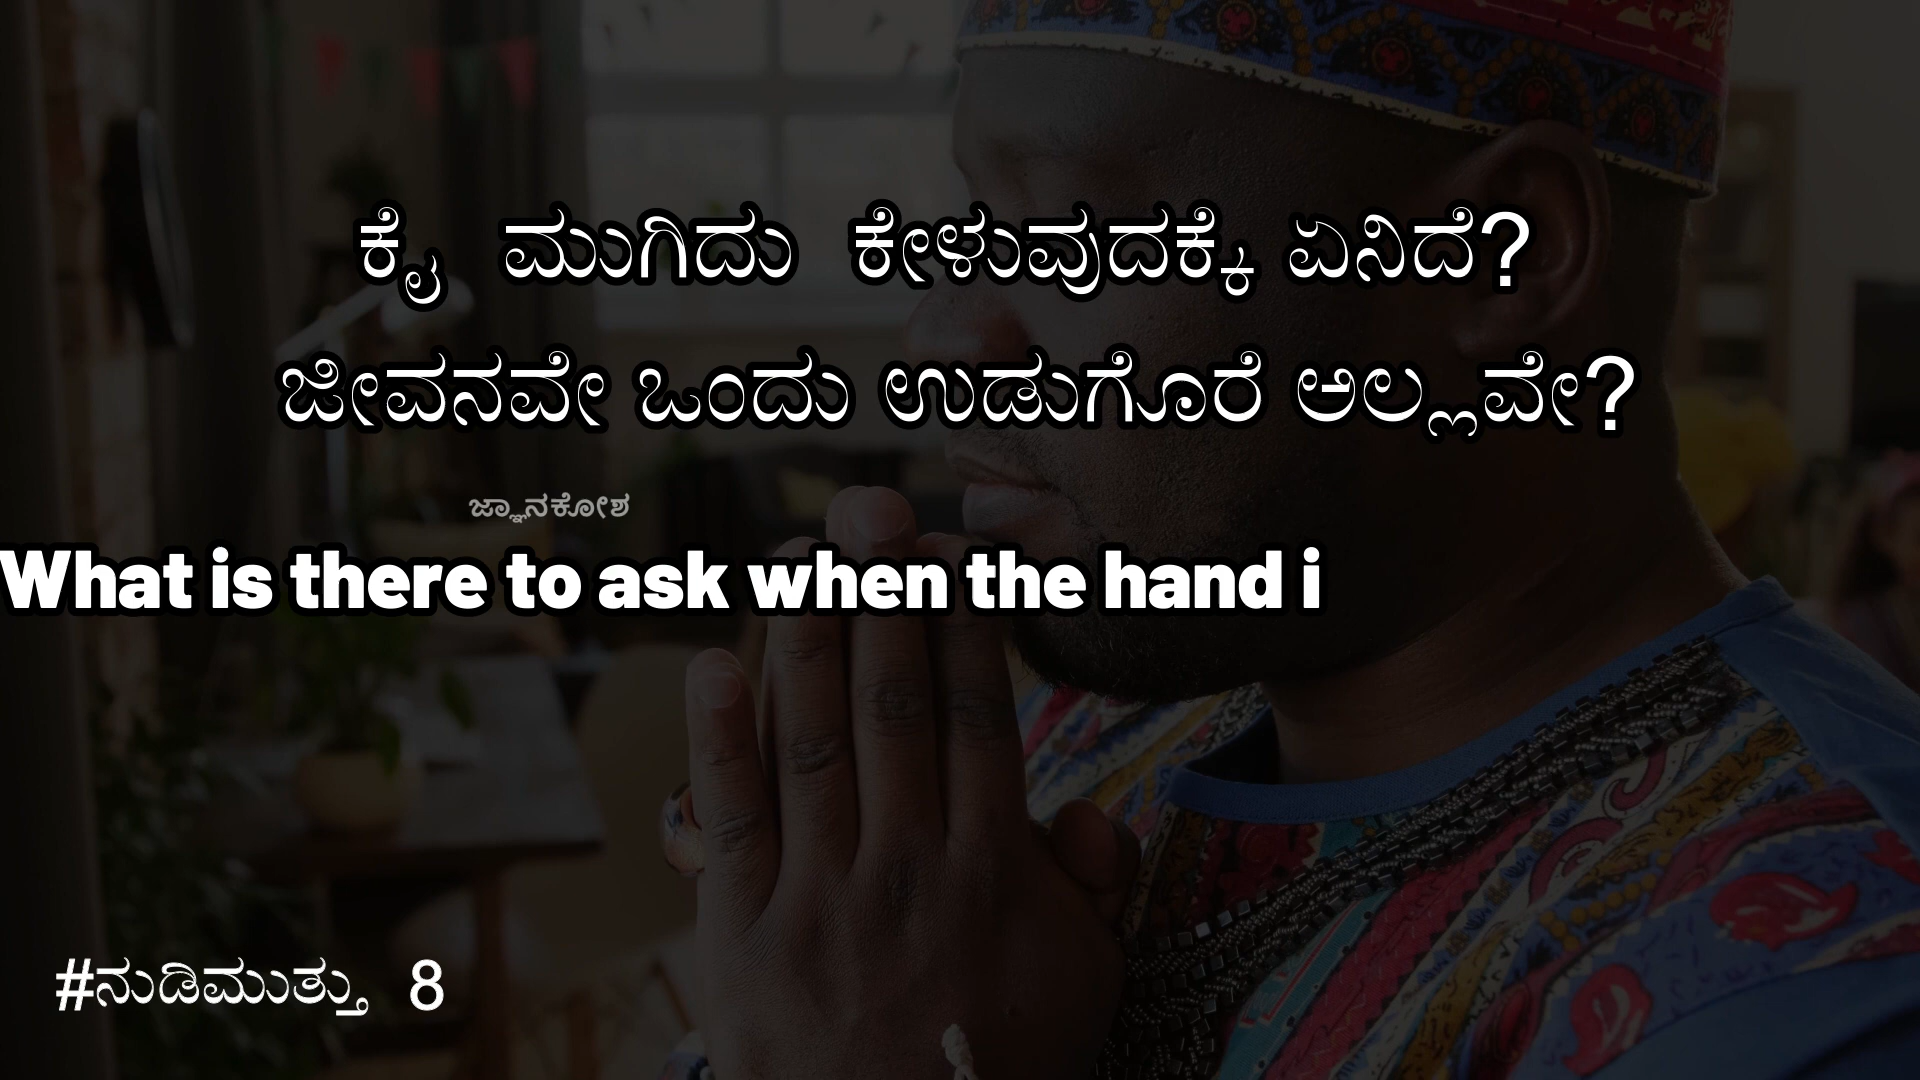 ಕೈ ಮುಗಿದು ಕೇಳುವುದಕ್ಕೆ ಏನಿದೆ?
ಜೀವನವೇ ಒಂದು ಉಡುಗೊರೆ ಅಲ್ಲವೇ?
ಜ್ಞಾನಕೋಶ
What is there to ask when the hand i
#ನುಡಿಮುತ್ತು 8